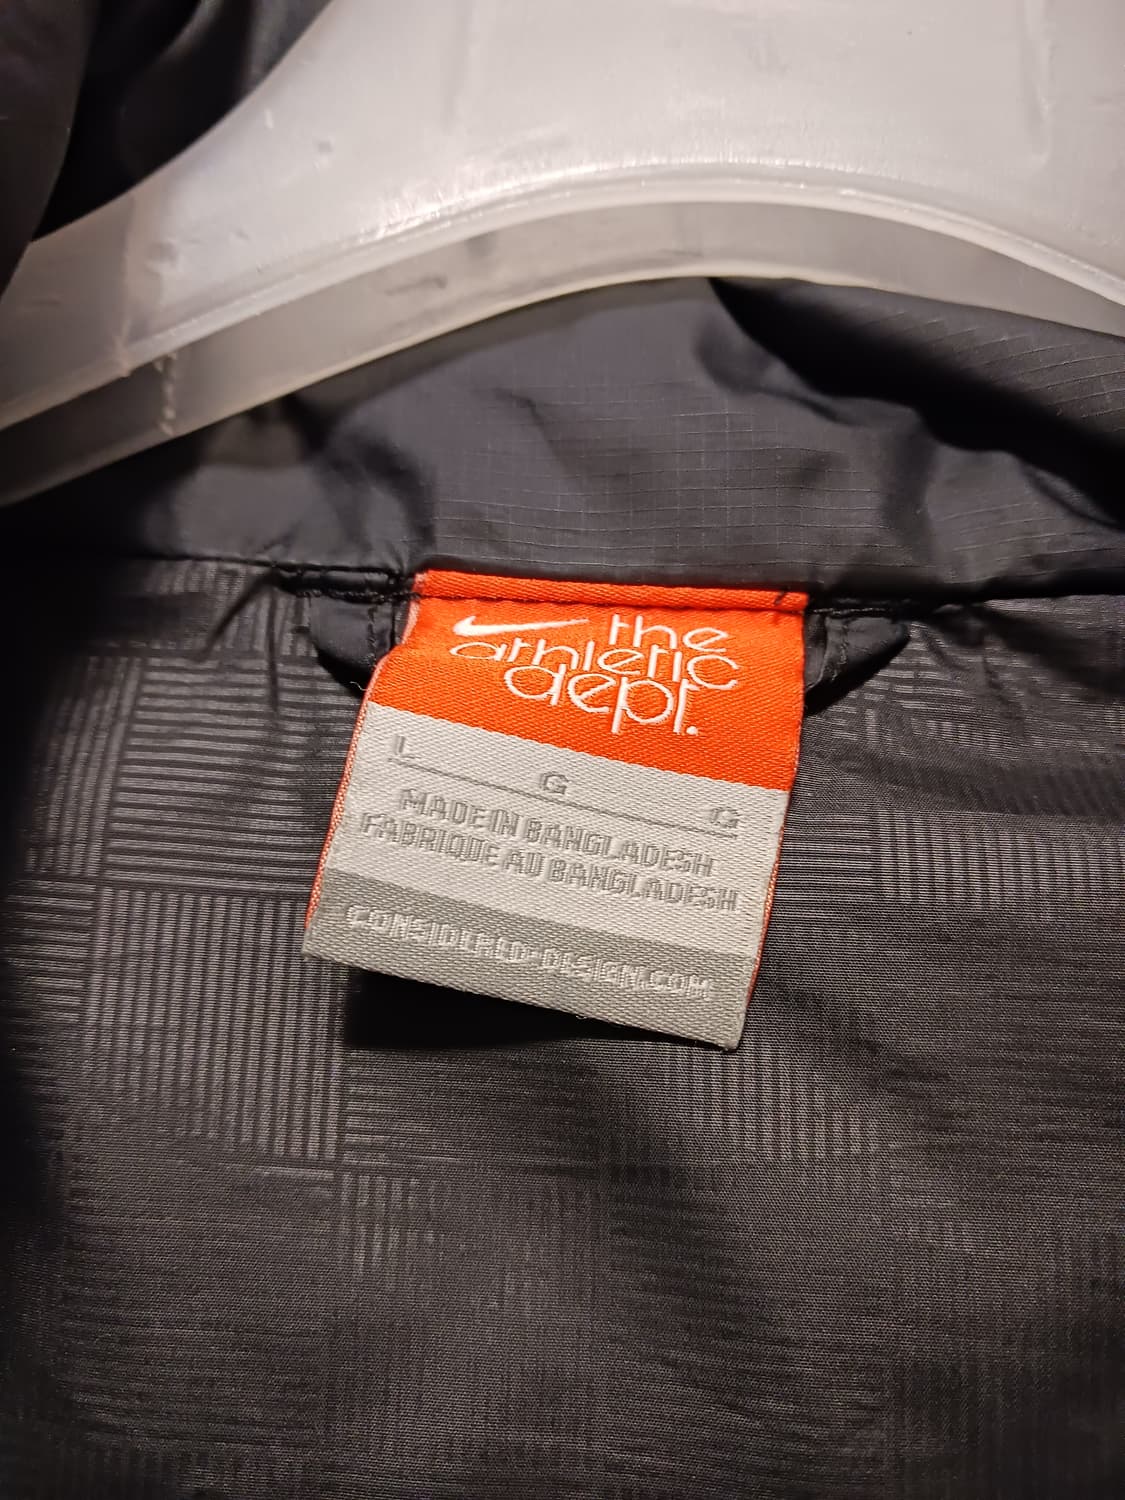 the
athletic
dept.
L G G
MADE IN BANGLADESH
FABRIQUE AU BANGLADESH
CONSIDERED-DESIGN.COM